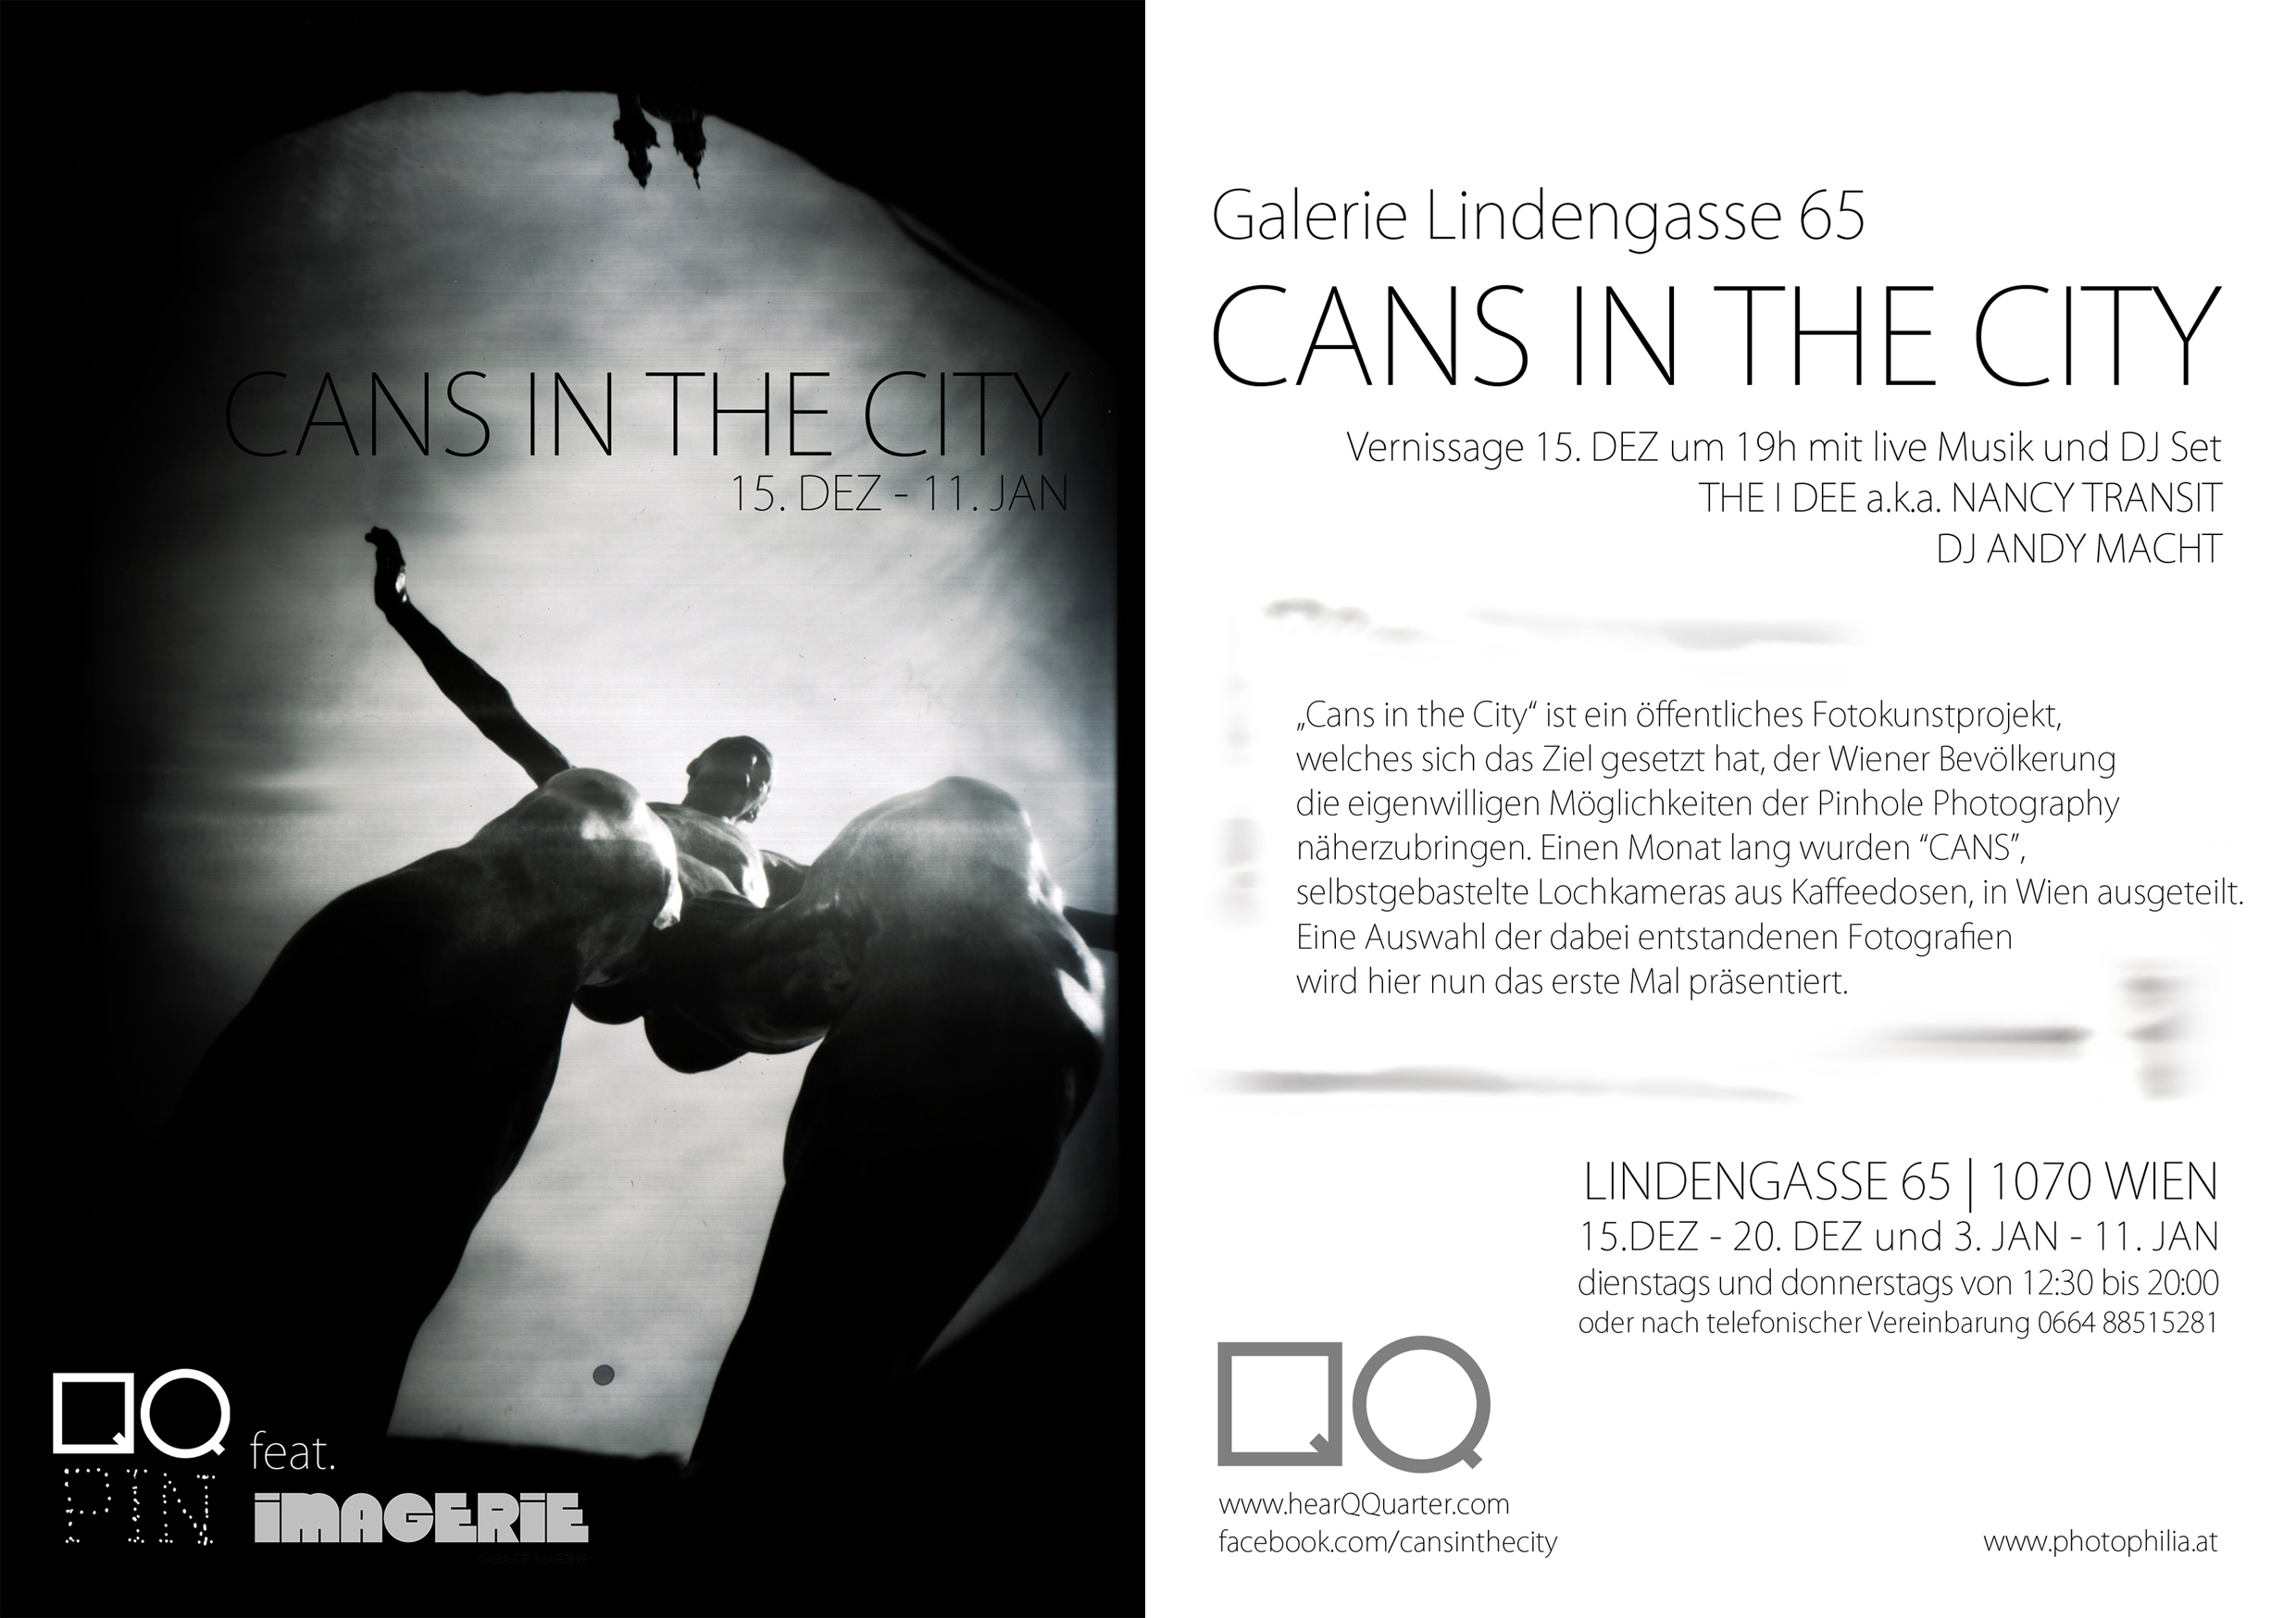 CANS IN THE CITY
15. DEZ - 11. JAN
QQ feat.
PIN iMAGERiE
Galerie Lindengasse 65
CANS IN THE CITY
Vernissage 15. DEZ um 19h mit live Musik und DJ Set
THE I DEE a.k.a. NANCY TRANSIT
DJ ANDY MACHT
„Cans in the City“ ist ein öffentliches Fotokunstprojekt,
welches sich das Ziel gesetzt hat, der Wiener Bevölkerung
die eigenwilligen Möglichkeiten der Pinhole Photography
näherzubringen. Einen Monat lang wurden “CANS”,
selbstgebastelte Lochkameras aus Kaffeedosen, in Wien ausgeteilt.
Eine Auswahl der dabei entstandenen Fotografien
wird hier nun das erste Mal präsentiert.
LINDENGASSE 65 | 1070 WIEN
15.DEZ - 20. DEZ und 3. JAN - 11. JAN
dienstags und donnerstags von 12:30 bis 20:00
oder nach telefonischer Vereinbarung 0664 88515281
QQ
www.hearQQuarter.com
facebook.com/cansinthecity
www.photophilia.at